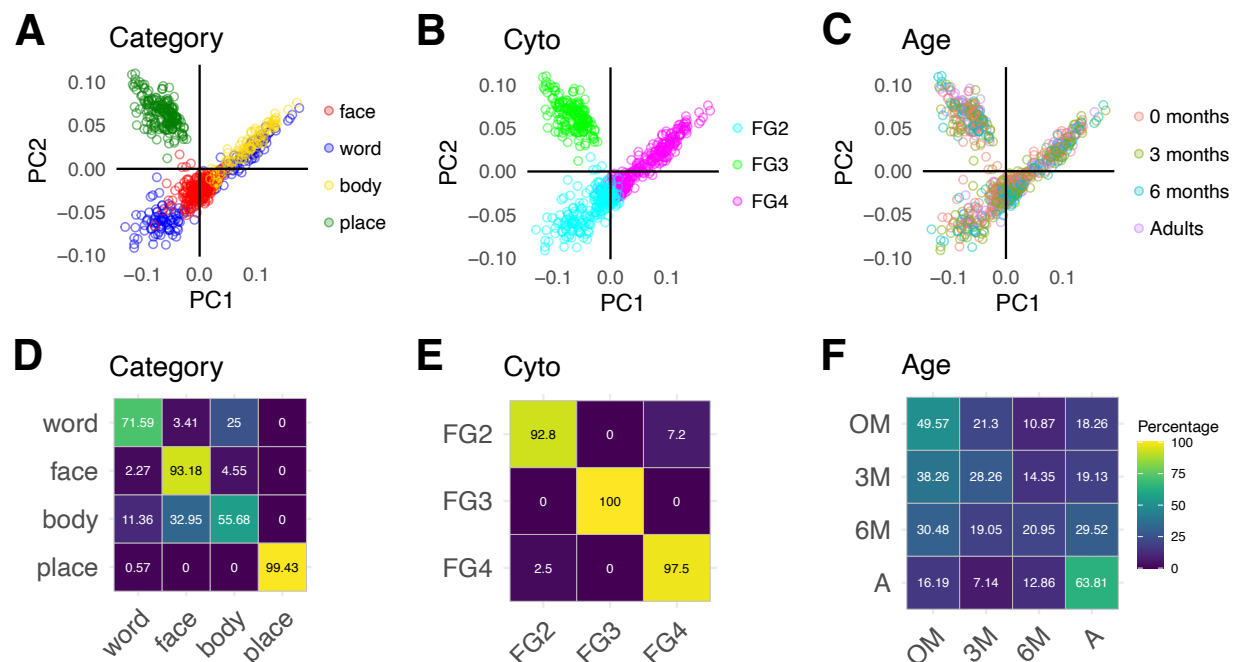 A Category
PC2
0.10
0.05
0.00
−0.05
−0.10
−0.1 0.0 0.1
PC1
face
word
body
place
B Cyto
0.10
0.05
0.00
−0.05
−0.10
−0.1 0.0 0.1
PC1
FG2
FG3
FG4
C Age
PC2
0.10
0.05
0.00
−0.05
−0.10
−0.1 0.0 0.1
PC1
0 months
3 months
6 months
Adults
D Category
word 71.59 3.41 25 0
face 2.27 93.18 4.55 0
body 11.36 32.95 55.68 0
place 0.57 0 0 99.43
word face body place
E Cyto
FG2 92.8 0 7.2
FG3 0 100 0
FG4 2.5 0 97.5
FG2 FG3 FG4
F Age
OM 49.57 21.3 10.87 18.26
3M 38.26 28.26 14.35 19.13
6M 30.48 19.05 20.95 29.52
A 16.19 7.14 12.86 63.81
OM 3M 6M A
Percentage
100
75
50
25
0